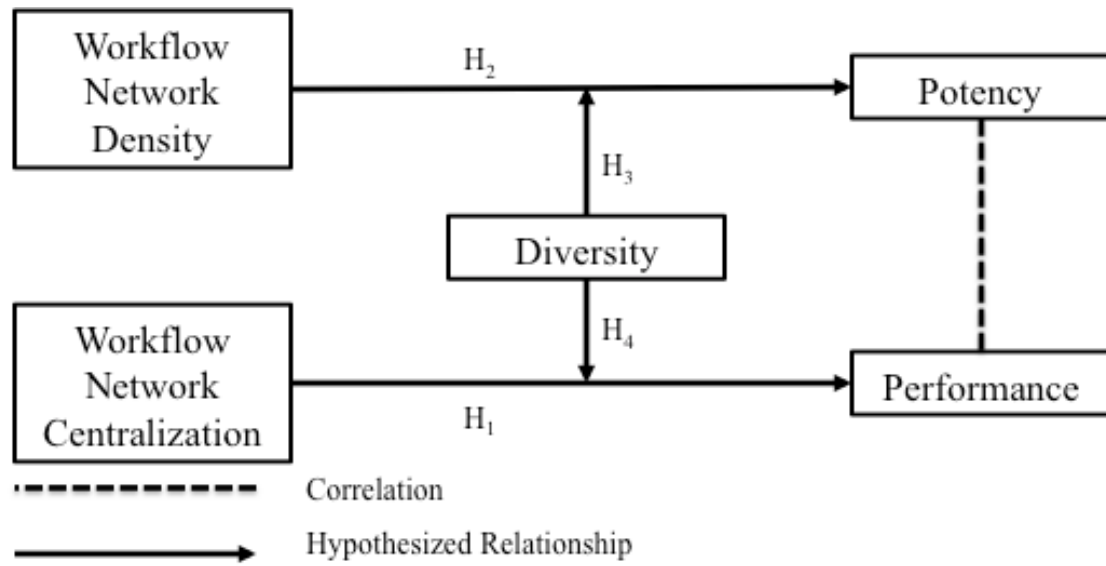 Workflow
Network
Density
H₂
Potency
H₃
Diversity
H₄
Workflow
Network
Centralization
H₁
Performance
Correlation
Hypothesized Relationship